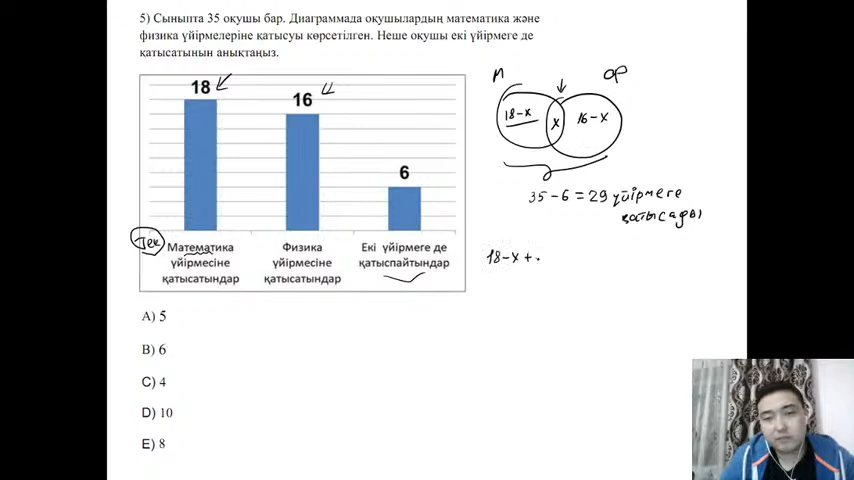 5) Сыныпта 35 оқушы бар. Диаграммада оқушылардың математика және
физика үйірмелеріне қатысуы көрсетілген. Неше оқушы екі үйірмеге де
қатысатынын анықтаңыз.
18
16
6
Тек
Математика
үйірмесіне
қатысатындар
Физика
үйірмесіне
қатысатындар
Екі үйірмеге де
қатыспайтындар
M
ФР
18-x
x
16-x
35-6=29 үйірмеге
қатысады
18-x+.
A) 5
B) 6
C) 4
D) 10
E) 8